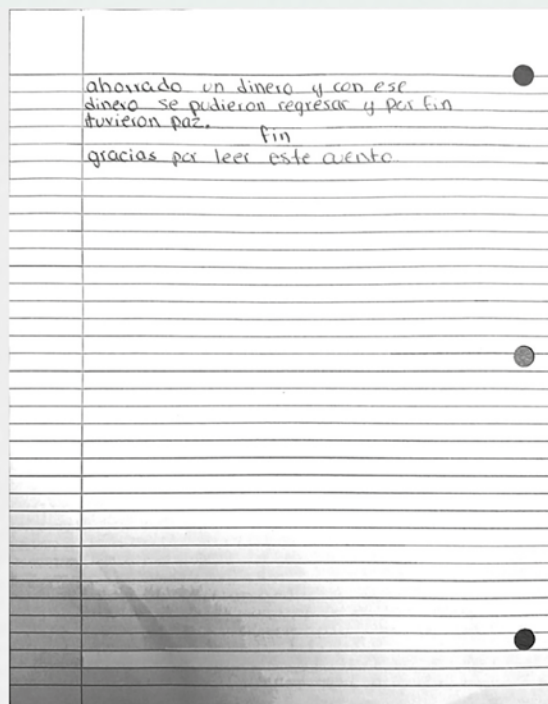 ahorrado un dinero y con ese
dinero se pudieron regresar y por fin
tuvieron paz.
fin
gracias por leer este cuento